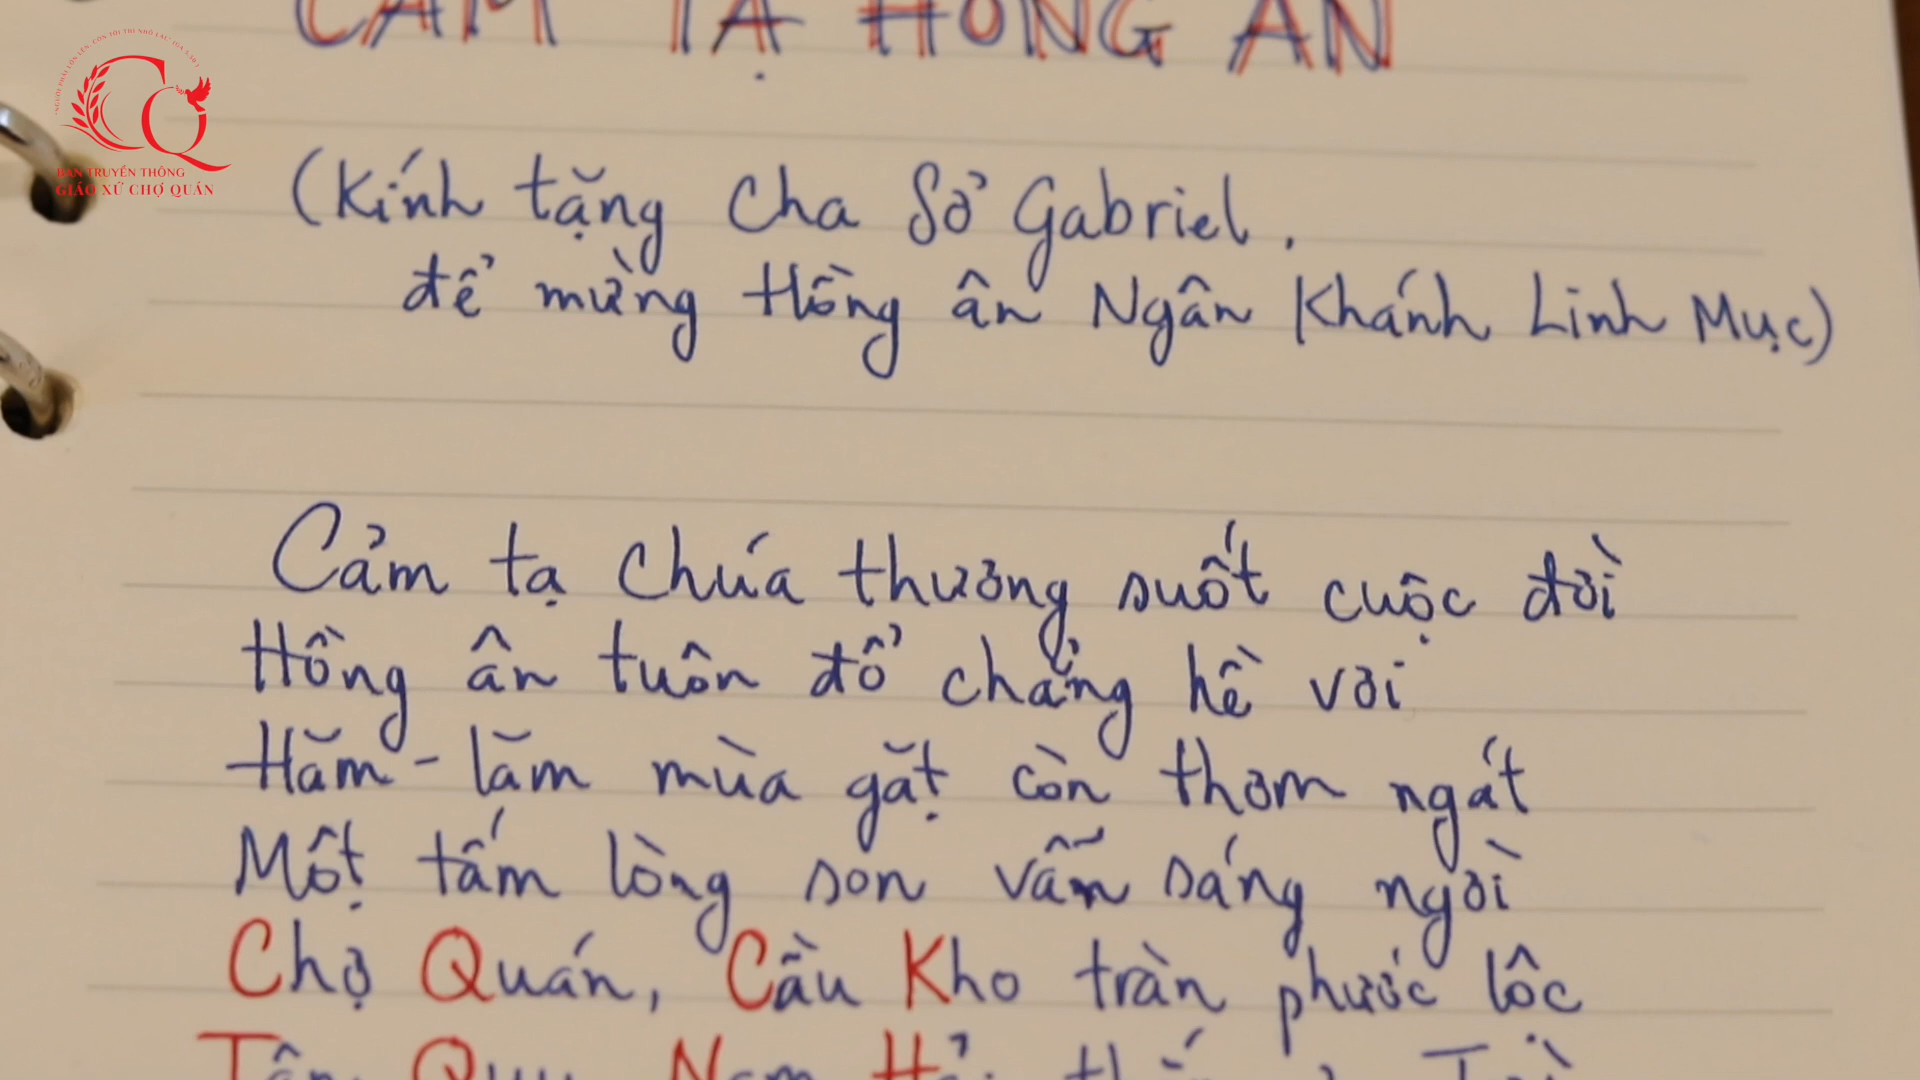 CẢM TẠ HỒNG ÂN
BAN TRUYỀN THÔNG
GIÁO XỨ CHỢ QUÁN
(Kính tặng Cha Sở Gabriel.
để mừng Hồng ân Ngân Khánh Linh Mục)
Cảm tạ Chúa thương suốt cuộc đời
Hồng ân tuôn đổ chẳng hề vơi
Hăm-lăm mùa gặt còn thơm ngát
Một tấm lòng son vẫn sáng ngời
Chợ Quán, Cầu Kho tràn phước lộc